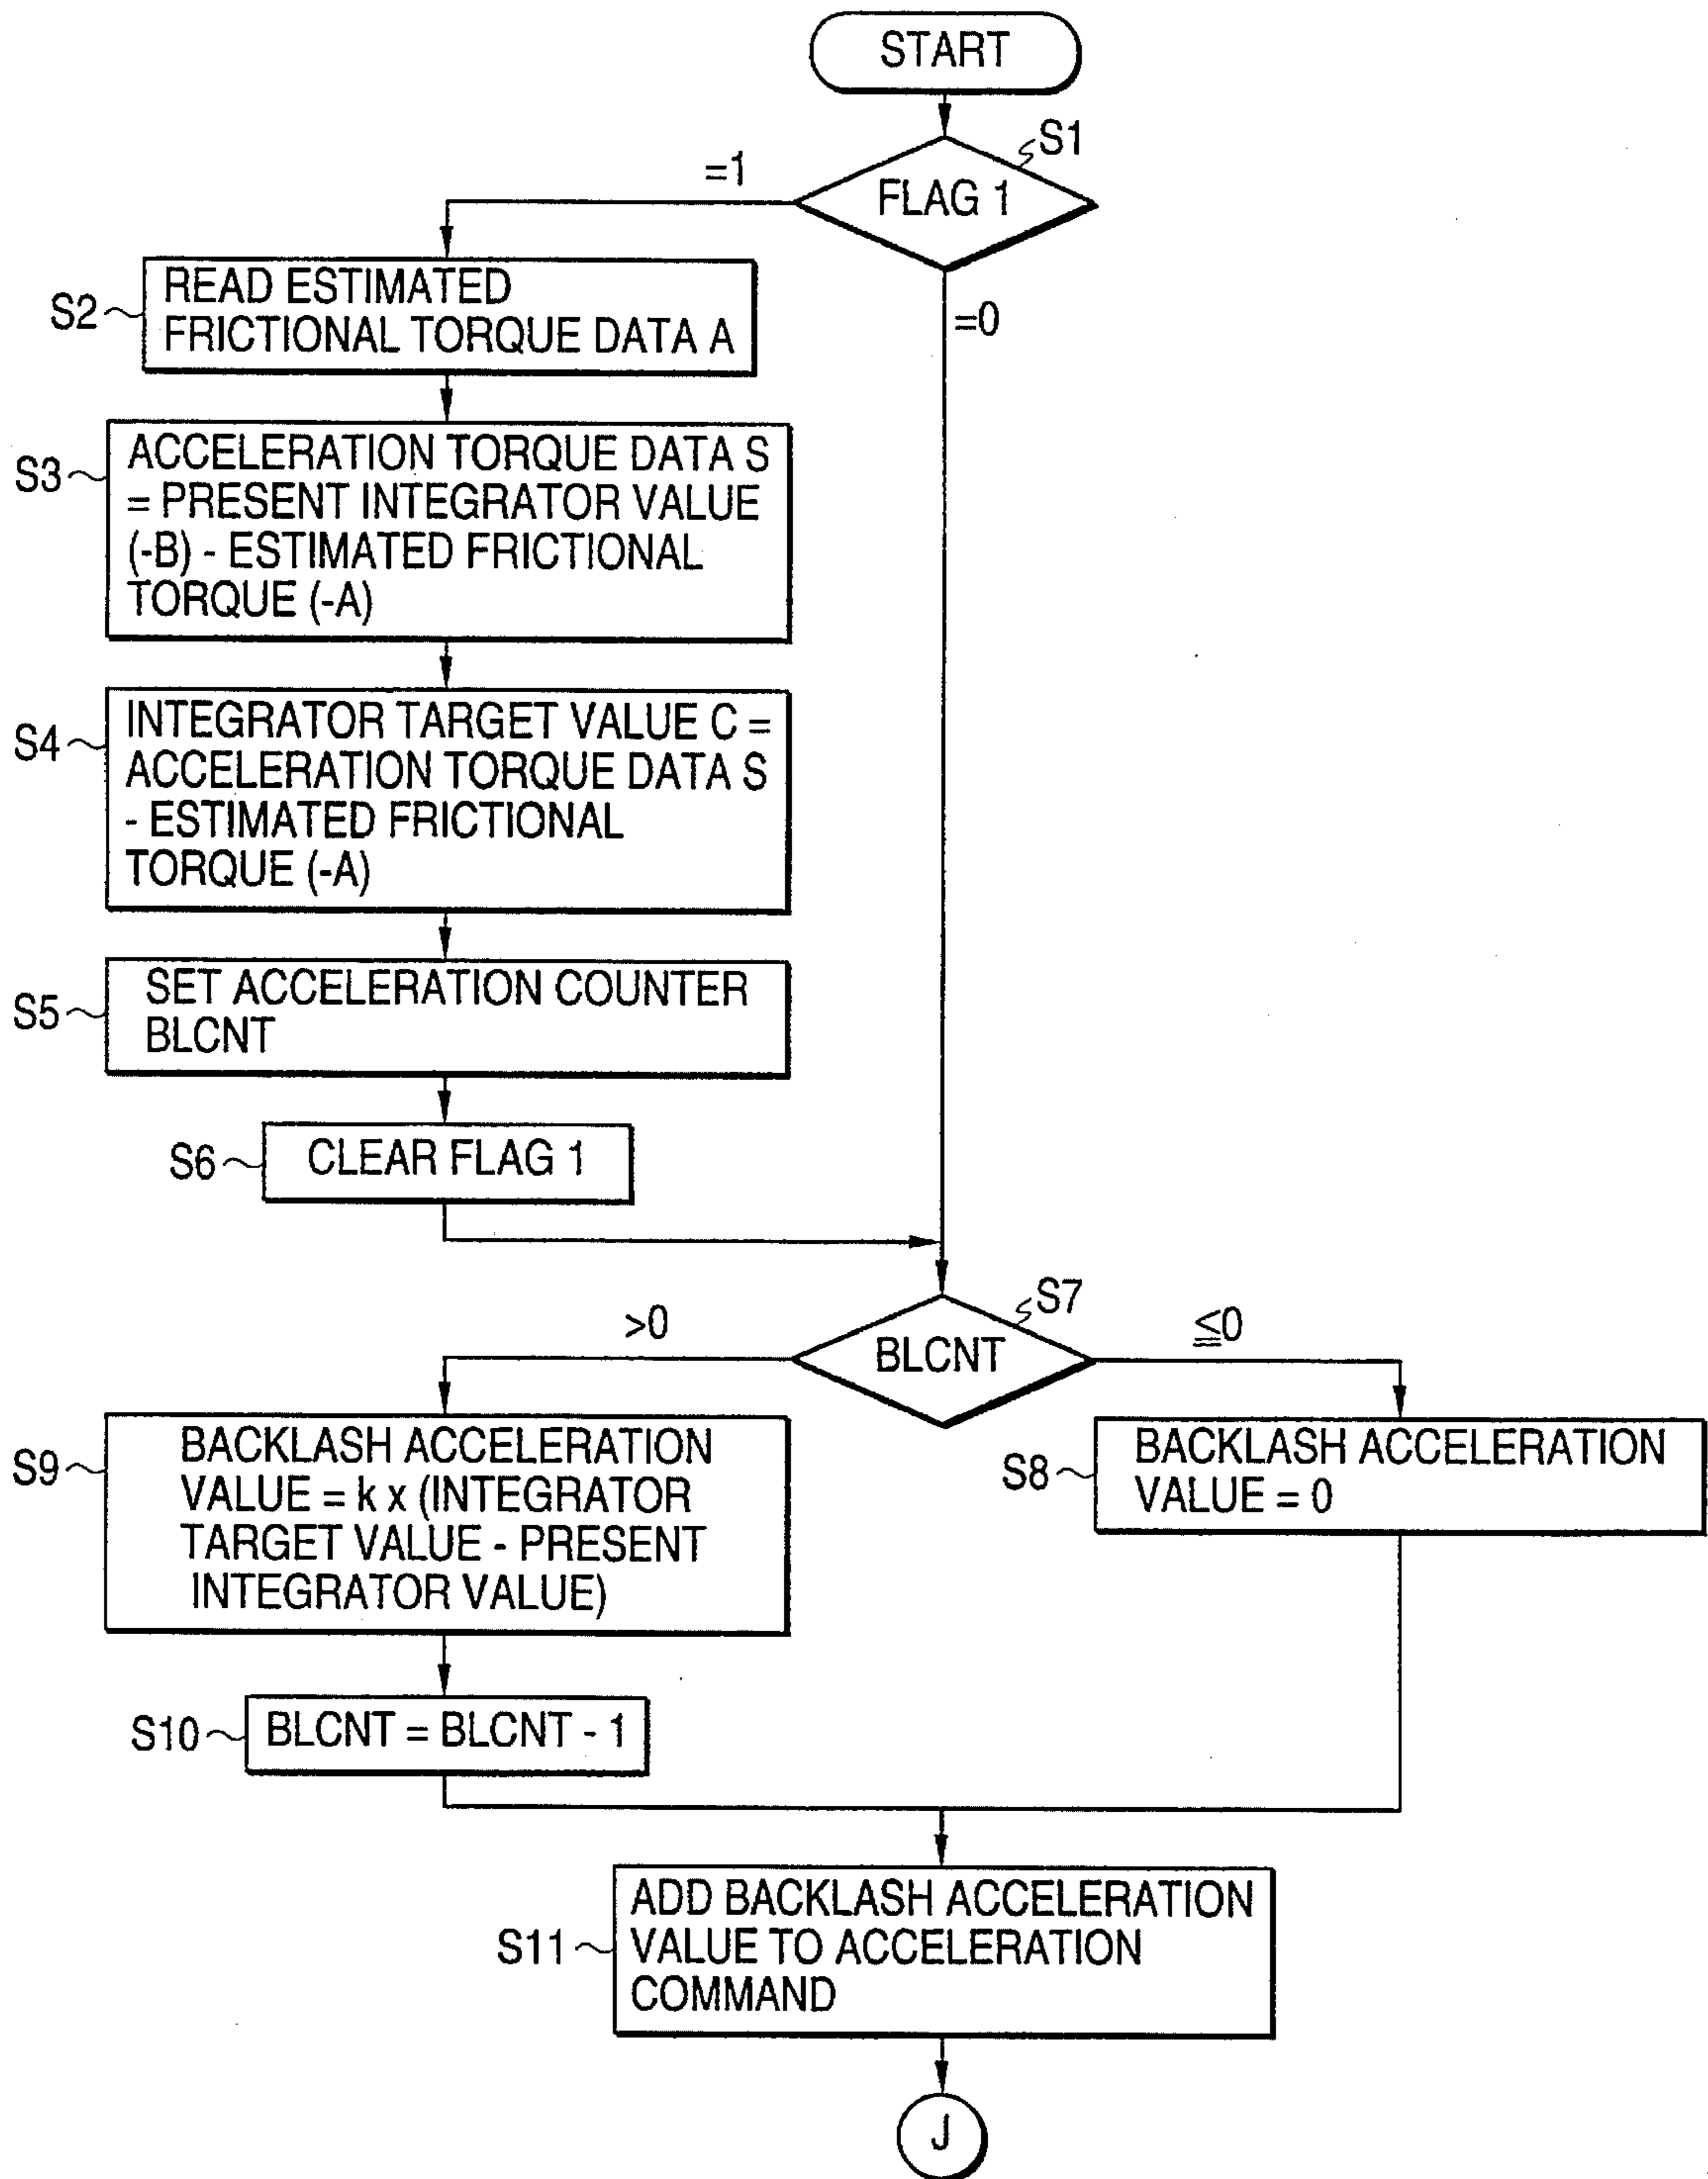 START
S1
=1
FLAG 1
S2
READ ESTIMATED
FRICTIONAL TORQUE DATA A
=0
S3
ACCELERATION TORQUE DATA S
= PRESENT INTEGRATOR VALUE
(-B) - ESTIMATED FRICTIONAL
TORQUE (-A)
S4
INTEGRATOR TARGET VALUE C =
ACCELERATION TORQUE DATA S
- ESTIMATED FRICTIONAL
TORQUE (-A)
S5
SET ACCELERATION COUNTER
BLCNT
S6
CLEAR FLAG 1
S7
>0
BLCNT
≦0
S9
BACKLASH ACCELERATION
VALUE = k x (INTEGRATOR
TARGET VALUE - PRESENT
INTEGRATOR VALUE)
S8
BACKLASH ACCELERATION
VALUE = 0
S10
BLCNT = BLCNT - 1
S11
ADD BACKLASH ACCELERATION
VALUE TO ACCELERATION
COMMAND
J